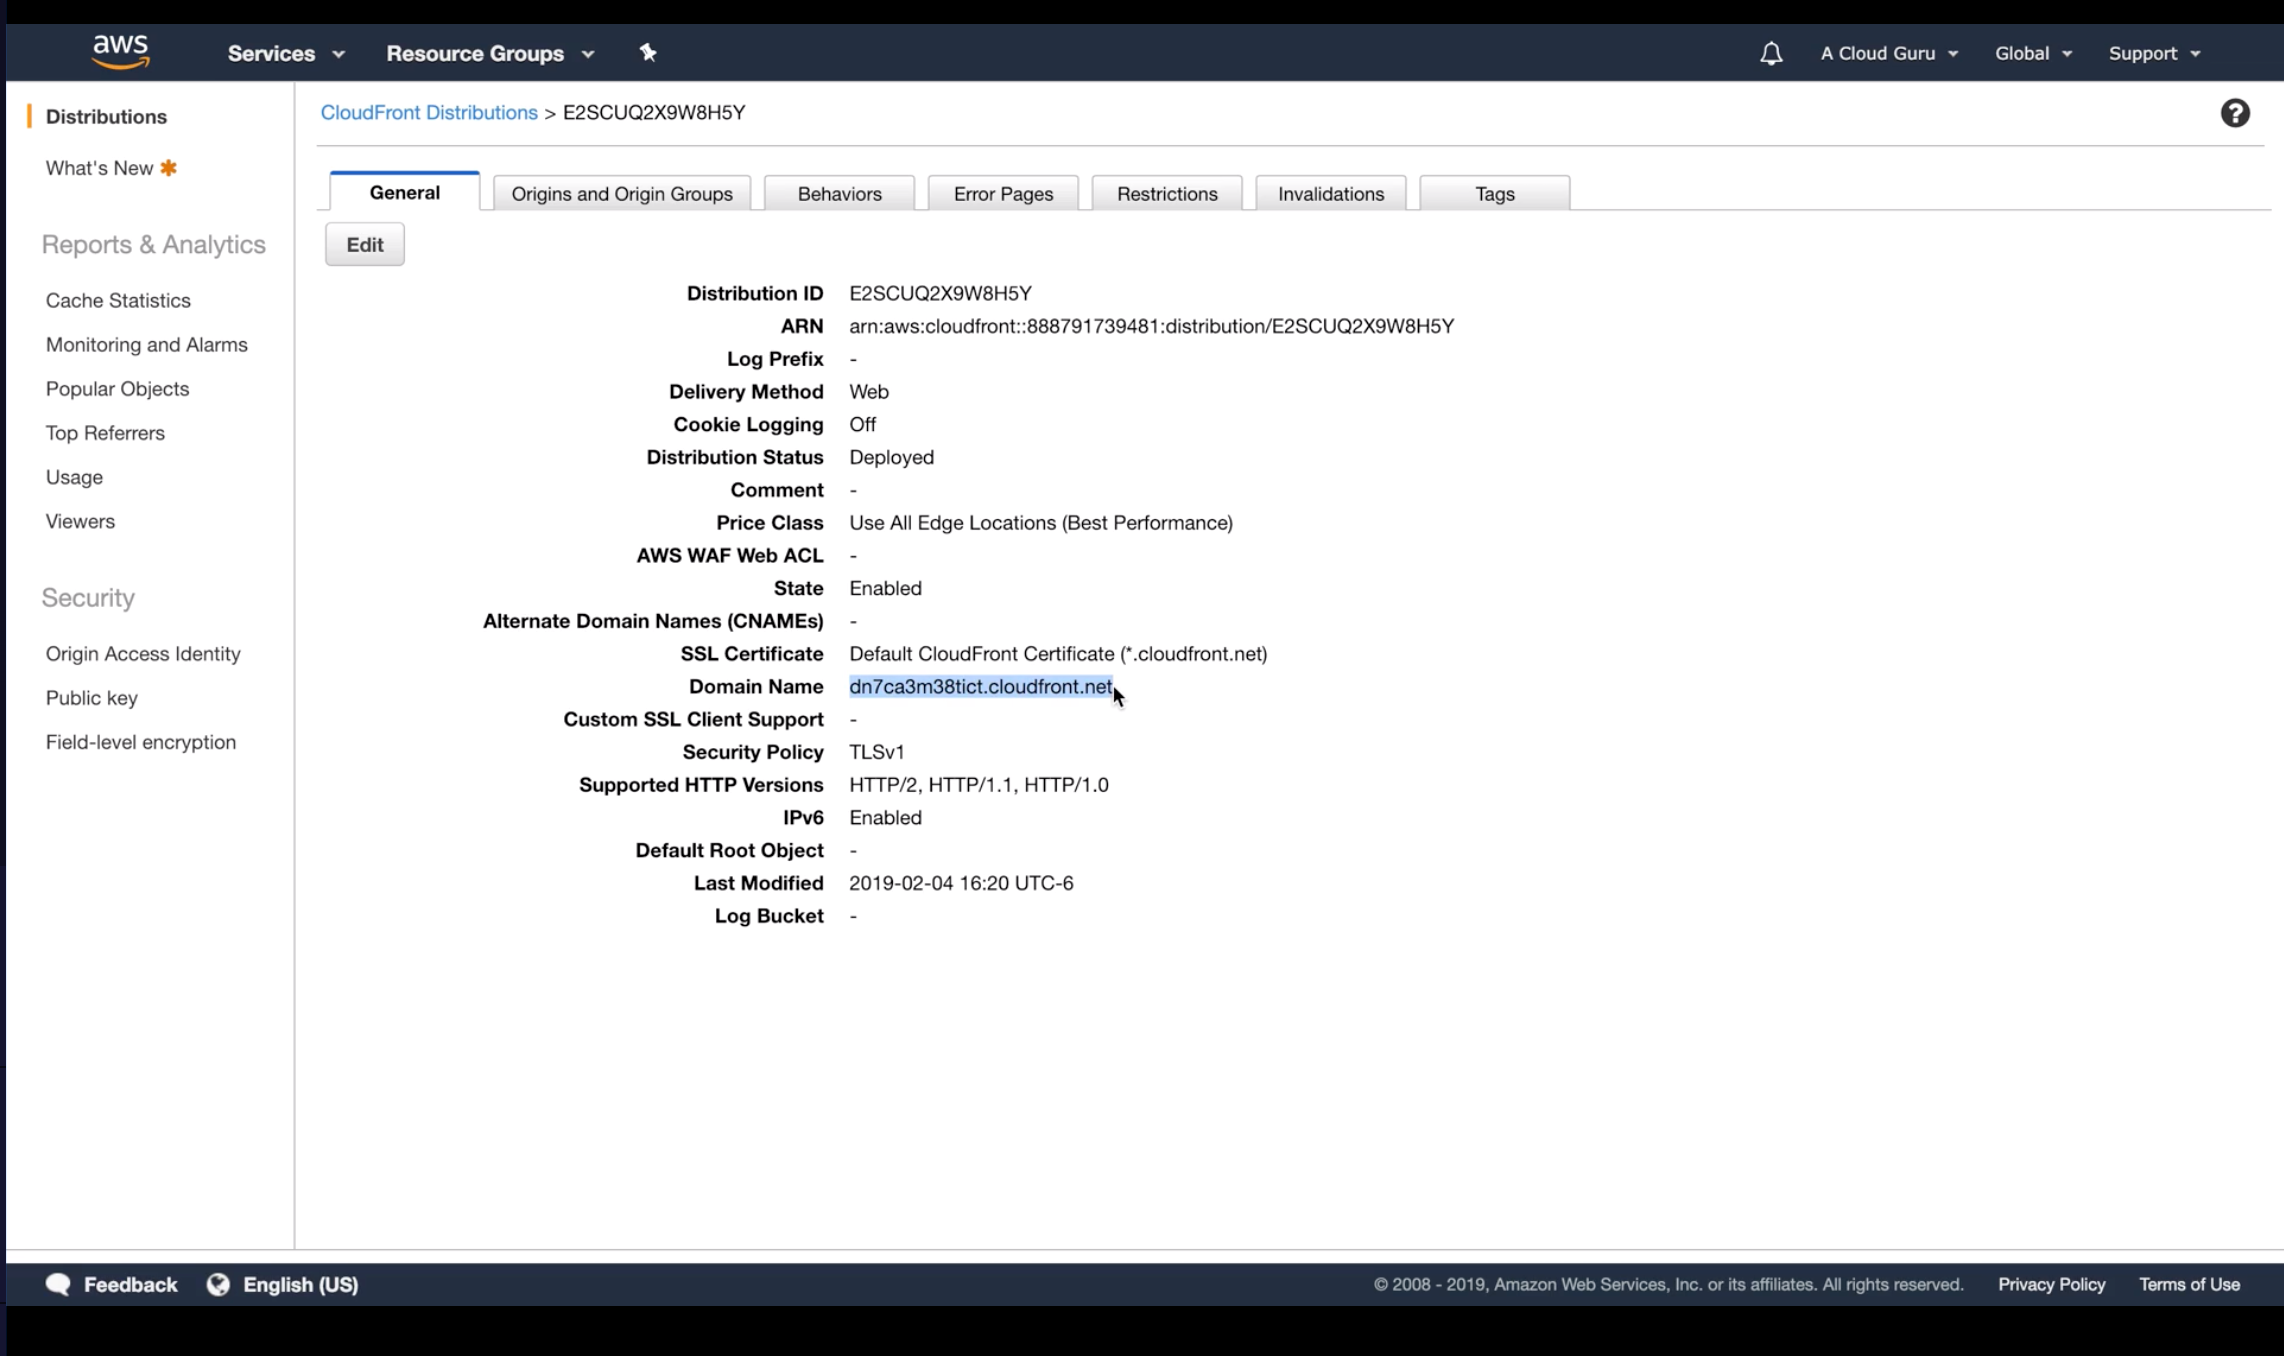 aws
Services
Resource Groups
A Cloud Guru
Global
Support
Distributions
What's New
Reports & Analytics
Cache Statistics
Monitoring and Alarms
Popular Objects
Top Referrers
Usage
Viewers
Security
Origin Access Identity
Public key
Field-level encryption
CloudFront Distributions > E2SCUQ2X9W8H5Y
?
General
Origins and Origin Groups
Behaviors
Error Pages
Restrictions
Invalidations
Tags
Edit
Distribution ID E2SCUQ2X9W8H5Y
ARN arn:aws:cloudfront::888791739481:distribution/E2SCUQ2X9W8H5Y
Log Prefix -
Delivery Method Web
Cookie Logging Off
Distribution Status Deployed
Comment -
Price Class Use All Edge Locations (Best Performance)
AWS WAF Web ACL -
State Enabled
Alternate Domain Names (CNAMEs) -
SSL Certificate Default CloudFront Certificate (*.cloudfront.net)
Domain Name dn7ca3m38tict.cloudfront.net
Custom SSL Client Support -
Security Policy TLSv1
Supported HTTP Versions HTTP/2, HTTP/1.1, HTTP/1.0
IPv6 Enabled
Default Root Object -
Last Modified 2019-02-04 16:20 UTC-6
Log Bucket -
Feedback
English (US)
© 2008 - 2019, Amazon Web Services, Inc. or its affiliates. All rights reserved.
Privacy Policy
Terms of Use